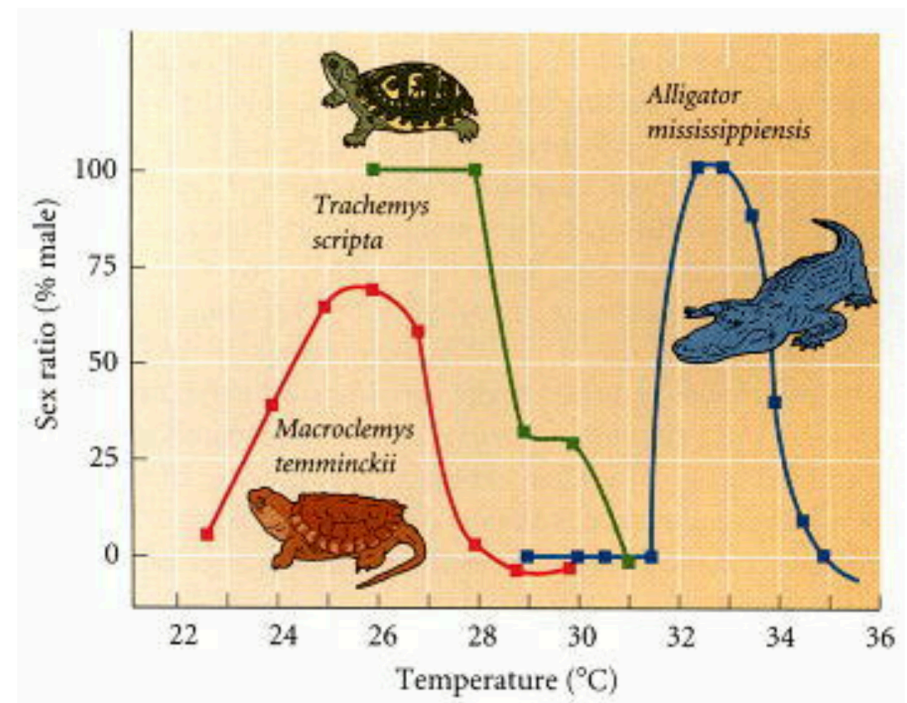 Alligator
mississippiensis
100
Trachemys
scripta
75
Sex ratio (% male)
50
Macroclemys
temminckii
25
0
22 24 26 28 30 32 34 36
Temperature (°C)